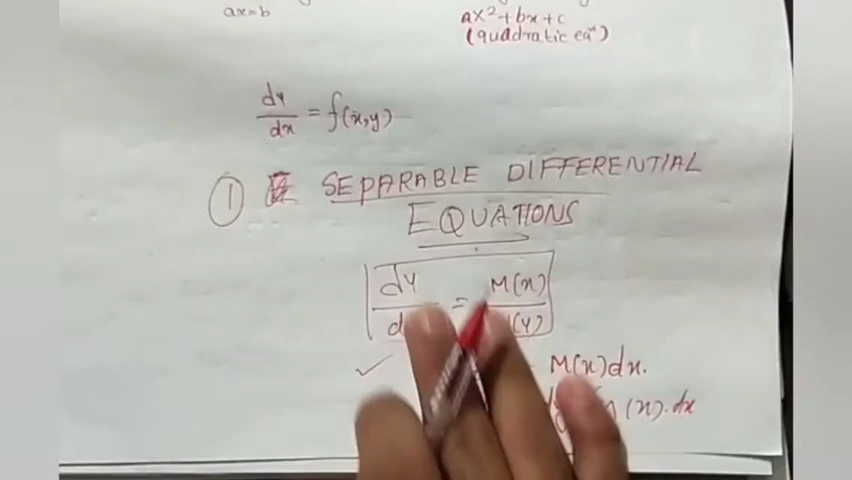 ax=b
ax²+bx+c
(quadratic eqⁿ)
dy/dx = f(x,y)
① SEPARABLE DIFFERENTIAL
EQUATIONS
dy = M(x)
(y)
✓ M(x)dx.
(x).dx